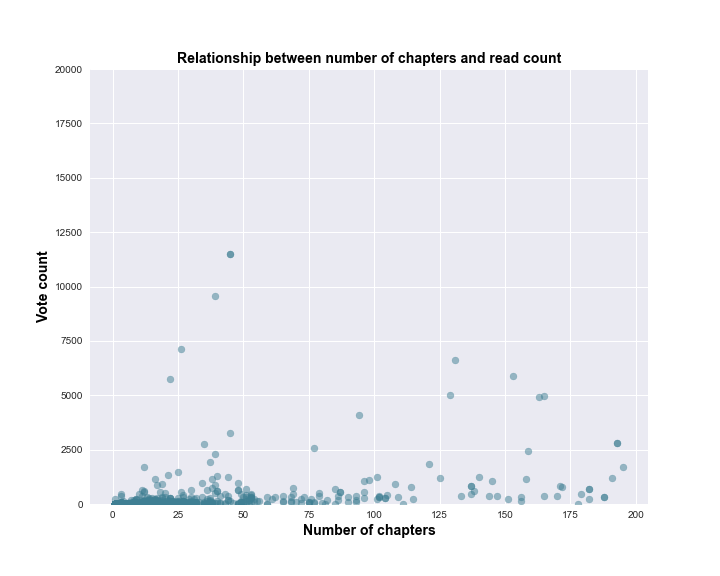 Relationship between number of chapters and read count
20000
17500
15000
12500
10000
7500
5000
2500
0
Vote count
0 25 50 75 100 125 150 175 200
Number of chapters